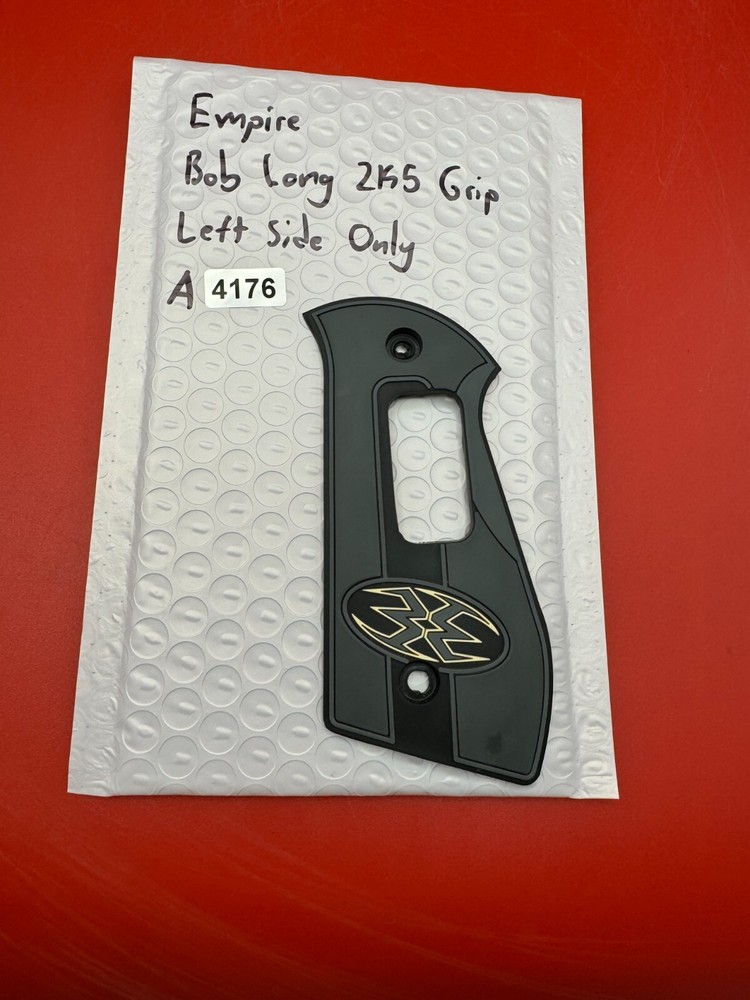 Empire
Bob Long 2K5 Grip
Left Side Only
A 4176